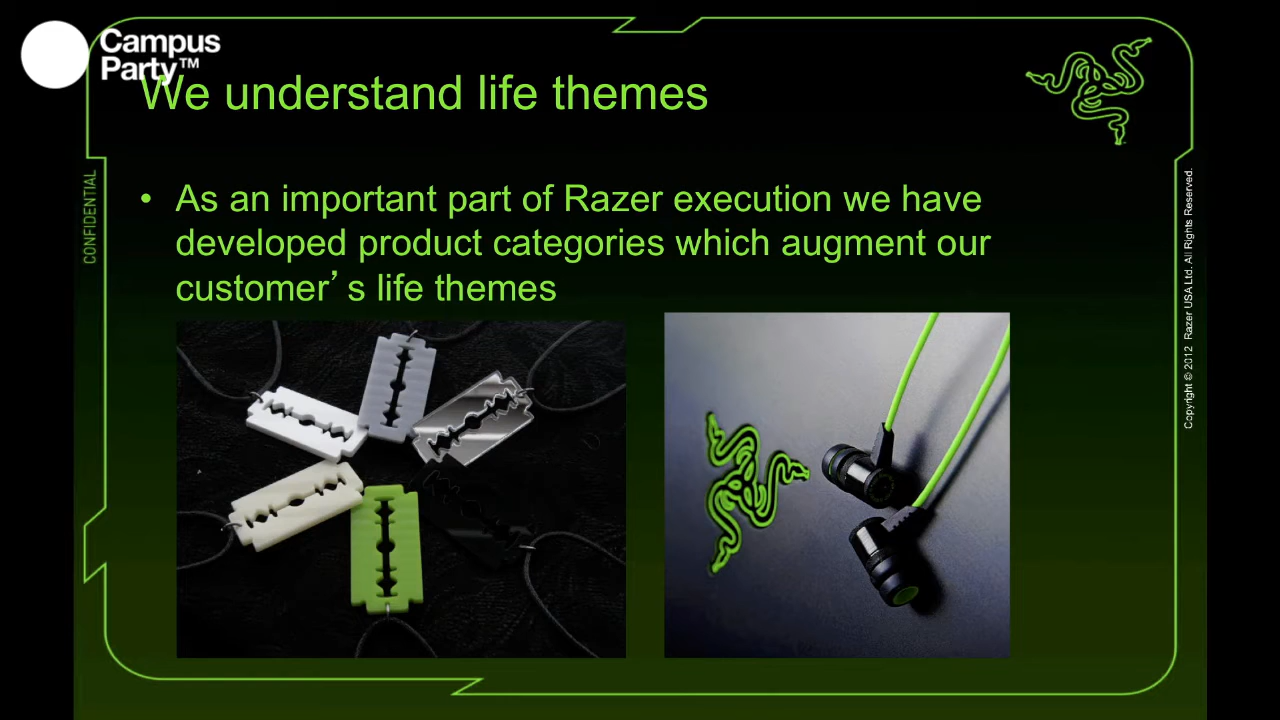 Campus
Party™
We understand life themes
CONFIDENTIAL
• As an important part of Razer execution we have
developed product categories which augment our
customer’s life themes
Copyright © 2012 Razer USA Ltd. All Rights Reserved.